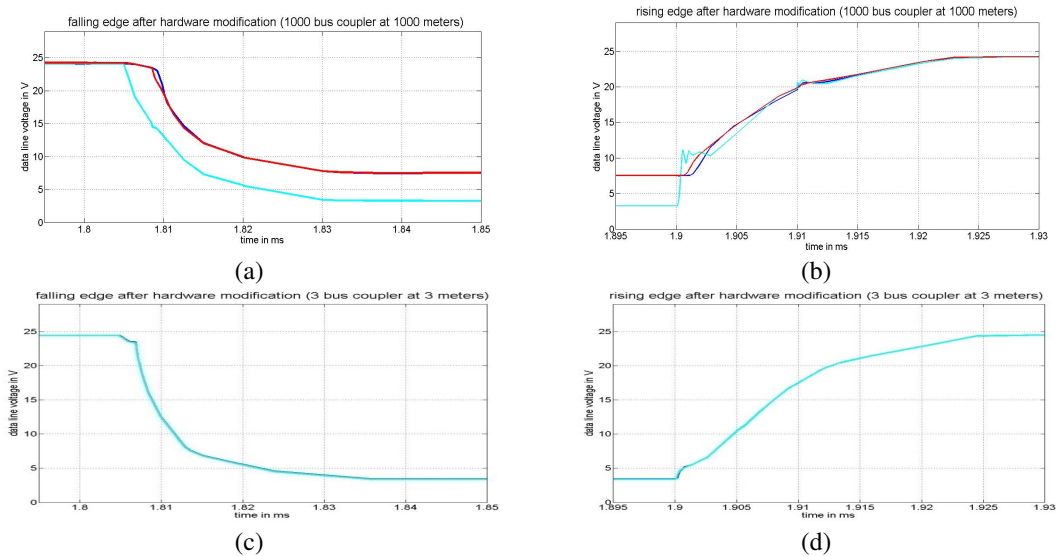 falling edge after hardware modification (1000 bus coupler at 1000 meters)
data line voltage in V
25
20
15
10
5
0
1.8 1.81 1.82 1.83 1.84 1.85
time in ms
(a)
rising edge after hardware modification (1000 bus coupler at 1000 meters)
data line voltage in V
25
20
15
10
5
0
1.895 1.9 1.905 1.91 1.915 1.92 1.925 1.93
time in ms
(b)
falling edge after hardware modification (3 bus coupler at 3 meters)
data line voltage in V
25
20
15
10
5
0
1.8 1.81 1.82 1.83 1.84 1.85
time in ms
(c)
rising edge after hardware modification (3 bus coupler at 3 meters)
data line voltage in V
25
20
15
10
5
0
1.895 1.9 1.905 1.91 1.915 1.92 1.925 1.93
time in ms
(d)